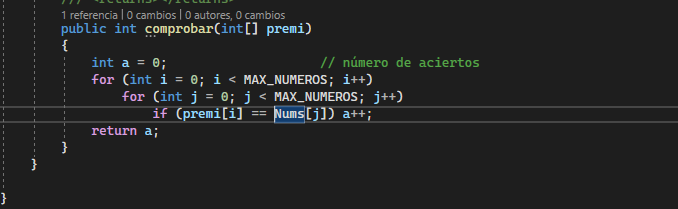 /// <returns></returns>
1 referencia | 0 cambios | 0 autores, 0 cambios
public int comprobar(int[] premi)
{
int a = 0; // número de aciertos
for (int i = 0; i < MAX_NUMEROS; i++)
for (int j = 0; j < MAX_NUMEROS; j++)
if (premi[i] == Nums[j]) a++;
return a;
}
}
}